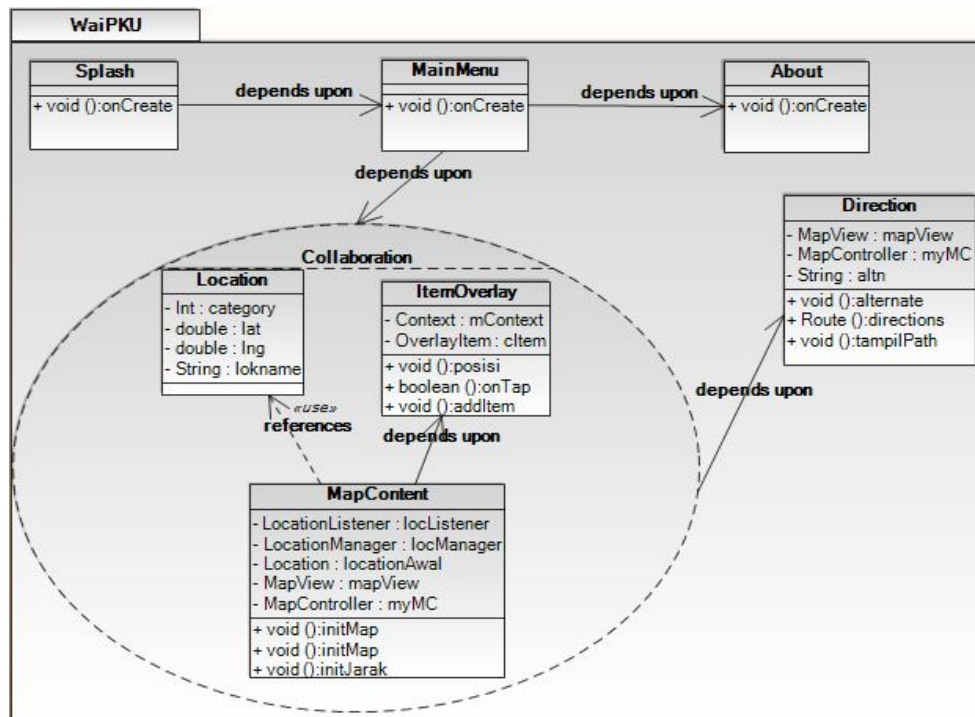 WaiPKU
Splash
+ void ():onCreate
depends upon
MainMenu
+ void ():onCreate
depends upon
About
+ void ():onCreate
depends upon
Collaboration
Location
- Int : category
- double : lat
- double : lng
- String : lokname
ItemOverlay
- Context : mContext
- OverlayItem : cItem
+ void ():posisi
+ boolean ():onTap
+ void ():addItem
«use»
references
depends upon
MapContent
- LocationListener : locListener
- LocationManager : locManager
- Location : locationAwal
- MapView : mapView
- MapController : myMC
+ void ():initMap
+ void ():initMap
+ void():initJarak
depends upon
Direction
- MapView : mapView
- MapController : myMC
- String : altn
+ void ():alternate
+ Route ():directions
+ void ():tampilPath